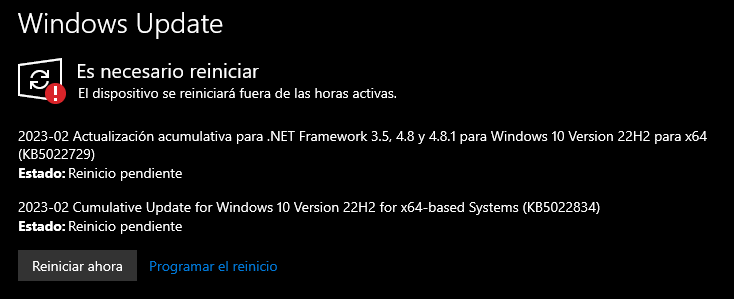 Windows Update
Es necesario reiniciar
El dispositivo se reiniciará fuera de las horas activas.
2023-02 Actualización acumulativa para .NET Framework 3.5, 4.8 y 4.8.1 para Windows 10 Version 22H2 para x64
(KB5022729)
Estado: Reinicio pendiente
2023-02 Cumulative Update for Windows 10 Version 22H2 for x64-based Systems (KB5022834)
Estado: Reinicio pendiente
Reiniciar ahora Programar el reinicio